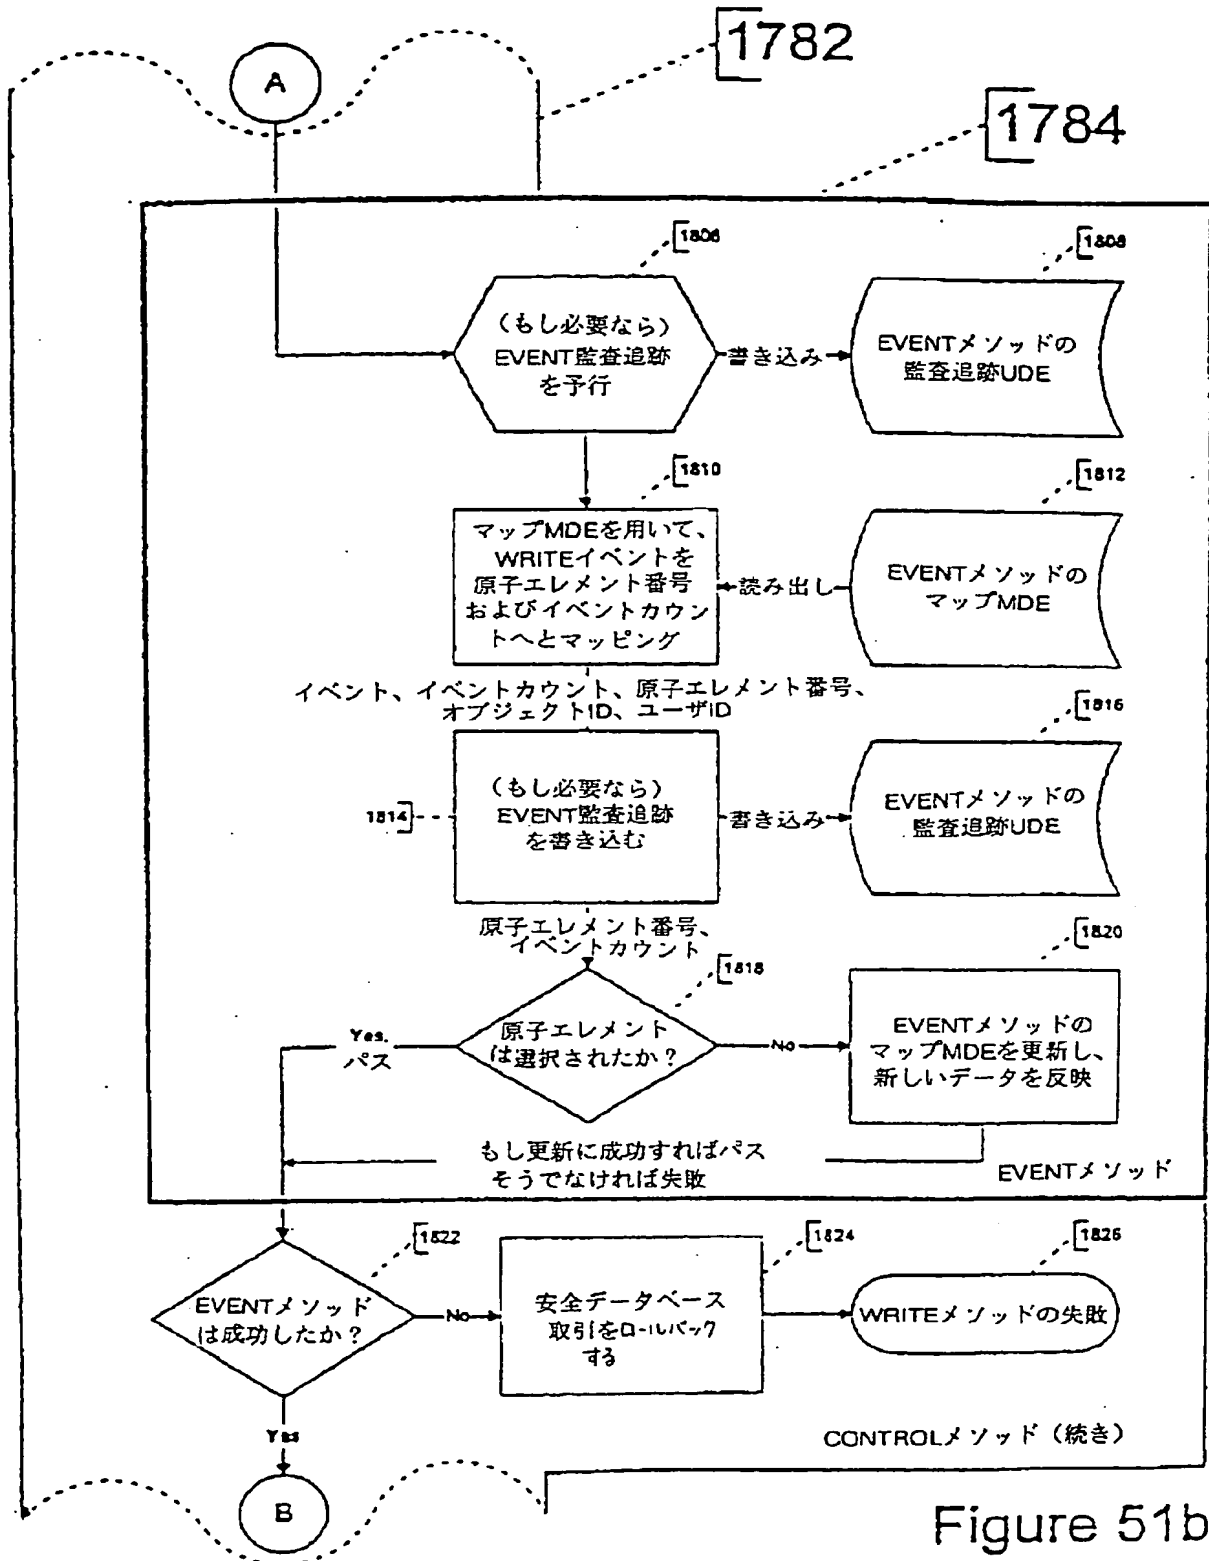 1782
A
1784
1806
1808
(もし必要なら)
EVENT監査追跡
を予行
書き込み
EVENTメソッドの
監査追跡UDE
1810
1812
マップMDEを用いて、
WRITEイベントを
原子エレメント番号
およびイベントカウン
トへとマッピング
読み出し
EVENTメソッドの
マップMDE
イベント、イベントカウント、原子エレメント番号、
オブジェクトID、ユーザID
1816
1814
(もし必要なら)
EVENT監査追跡
を書き込む
書き込み
EVENTメソッドの
監査追跡UDE
原子エレメント番号、
イベントカウント
1818
1820
Yes.
パス
原子エレメント
は選択されたか?
No
EVENTメソッドの
マップMDEを更新し、
新しいデータを反映
もし更新に成功すればパス
そうでなければ失敗
EVENTメソッド
1822
1824
1826
EVENTメソッド
は成功したか?
No
安全データベース
取引をロールバック
する
WRITEメソッドの失敗
Yes
CONTROLメソッド(続き)
B
Figure 51b